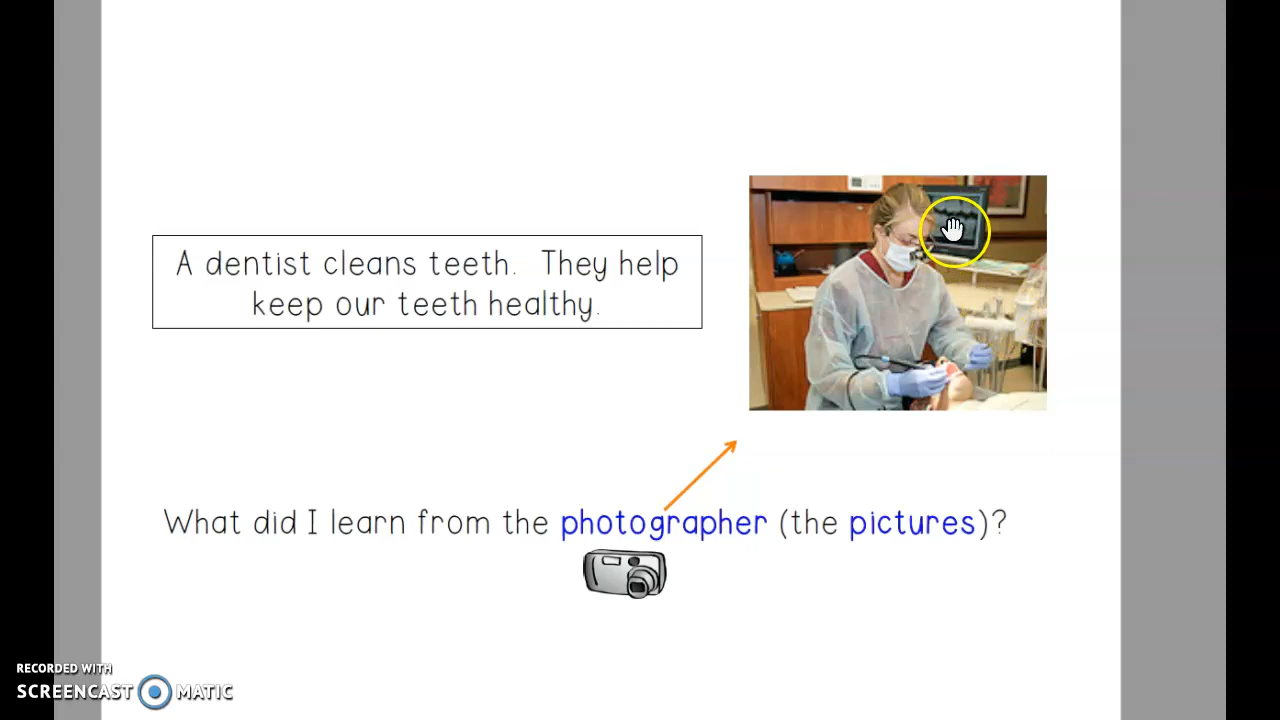 A dentist cleans teeth. They help
keep our teeth healthy.
What did I learn from the photographer (the pictures)?
RECORDED WITH
SCREENCAST MATIC